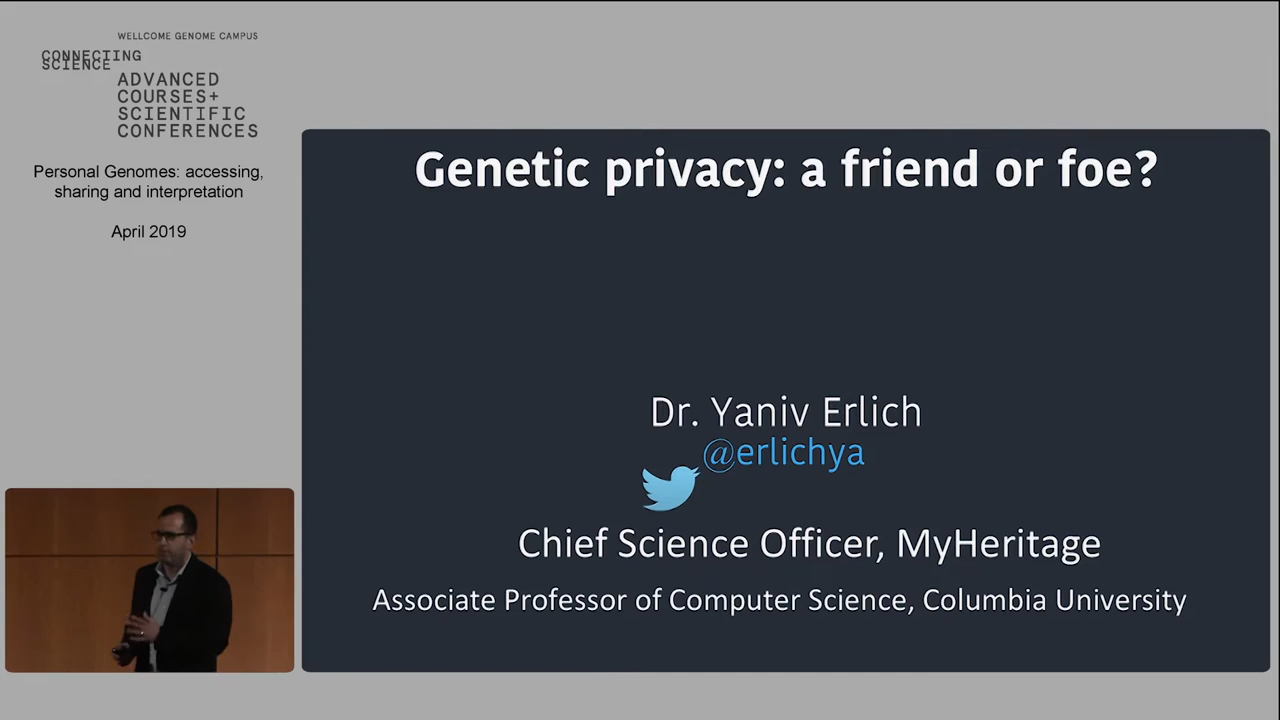 WELLCOME GENOME CAMPUS
CONNECTING
SCIENCE
ADVANCED
COURSES+
SCIENTIFIC
CONFERENCES
Personal Genomes: accessing,
sharing and interpretation
April 2019
Genetic privacy: a friend or foe?
Dr. Yaniv Erlich
@erlichya
Chief Science Officer, MyHeritage
Associate Professor of Computer Science, Columbia University